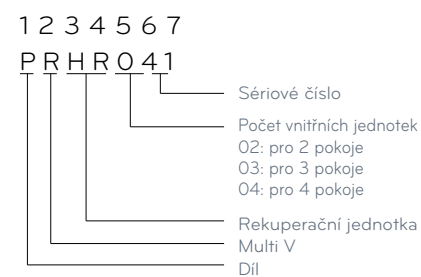 1 2 3 4 5 6 7
P R H R 0 4 1
Sériové číslo
Počet vnitřních jednotek
02: pro 2 pokoje
03: pro 3 pokoje
04: pro 4 pokoje
Rekuperační jednotka
Multi V
Díl